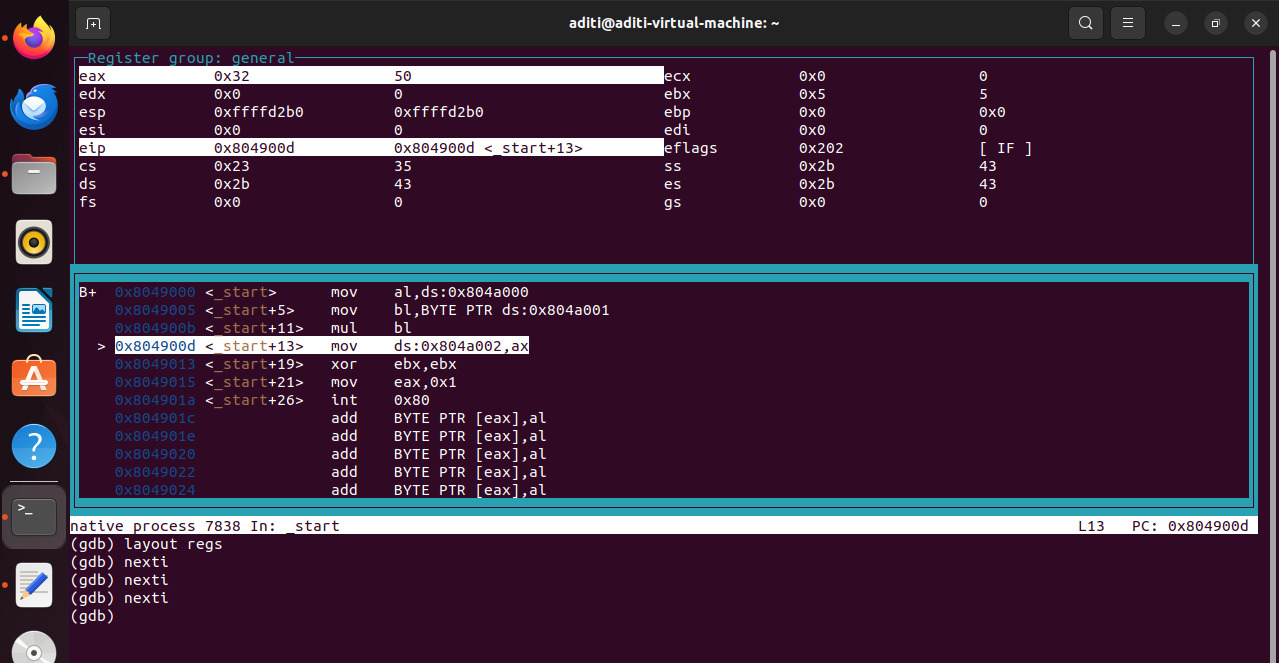 aditi@aditi-virtual-machine: ~
Register group: general
eax 0x32 50 ecx 0x0 0
edx 0x0 0 ebx 0x5 5
esp 0xffffd2b0 0xffffd2b0 ebp 0x0 0x0
esi 0x0 0 edi 0x0 0
eip 0x804900d 0x804900d <_start+13> eflags 0x202 [ IF ]
cs 0x23 35 ss 0x2b 43
ds 0x2b 43 es 0x2b 43
fs 0x0 0 gs 0x0 0
B+ 0x8049000 <_start> mov al,ds:0x804a000
0x8049005 <_start+5> mov bl,BYTE PTR ds:0x804a001
0x804900b <_start+11> mul bl
> 0x804900d <_start+13> mov ds:0x804a002,ax
0x8049013 <_start+19> xor ebx,ebx
0x8049015 <_start+21> mov eax,0x1
0x804901a <_start+26> int 0x80
0x804901c add BYTE PTR [eax],al
0x804901e add BYTE PTR [eax],al
0x8049020 add BYTE PTR [eax],al
0x8049022 add BYTE PTR [eax],al
0x8049024 add BYTE PTR [eax],al
native process 7838 In: _start L13 PC: 0x804900d
(gdb) layout regs
(gdb) nexti
(gdb) nexti
(gdb) nexti
(gdb)